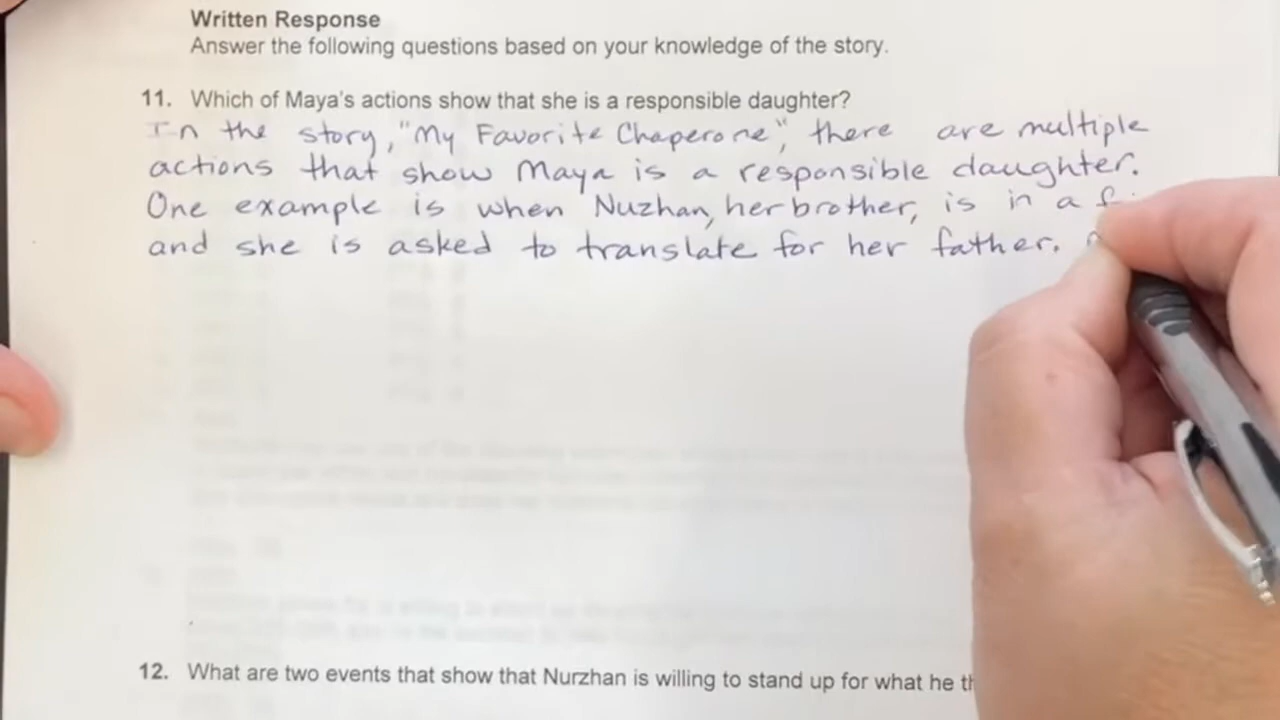 Written Response
Answer the following questions based on your knowledge of the story.
11. Which of Maya's actions show that she is a responsible daughter?
In the story, "My Favorite Chaperone", there are multiple
actions that show Maya is a responsible daughter.
One example is when Nuzhan, her brother, is in a
and she is asked to translate for her father.
12. What are two events that show that Nurzhan is willing to stand up for what he